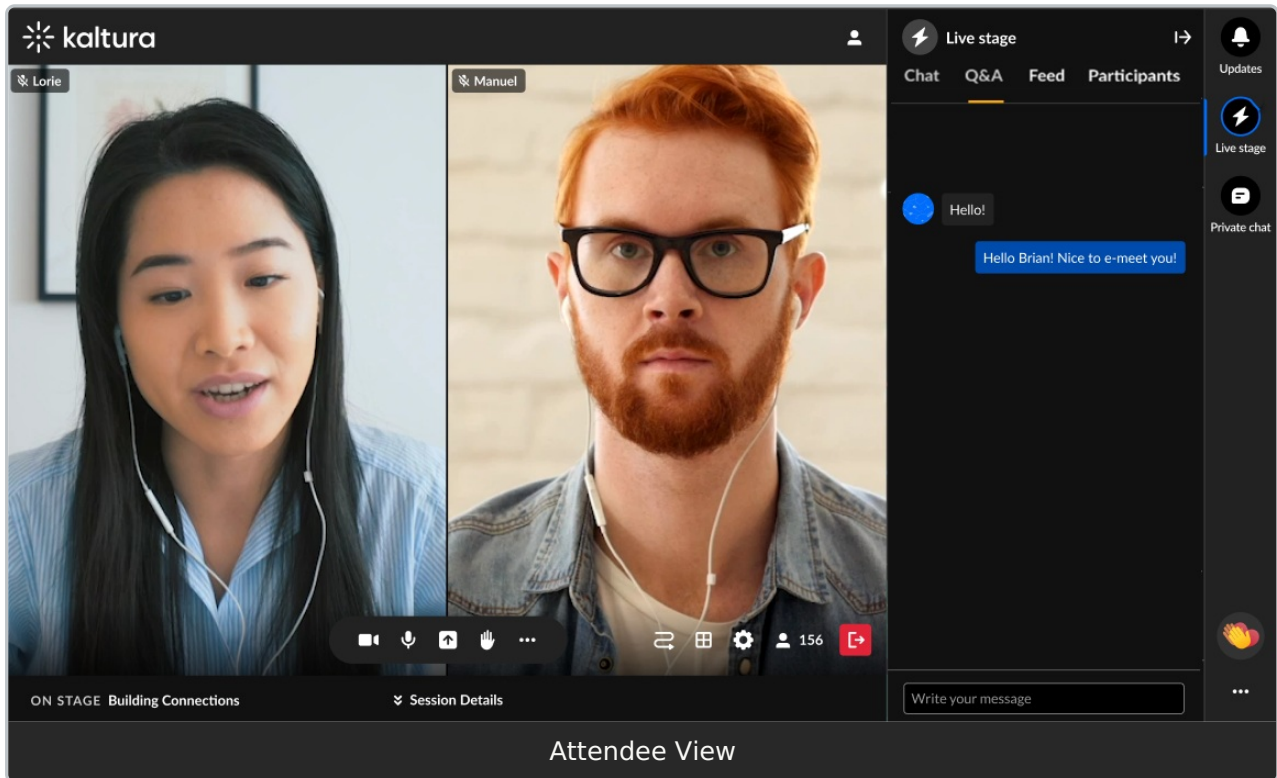 kaltura
Lorie
Manuel
Live stage
Chat Q&A Feed Participants
Hello!
Hello Brian! Nice to e-meet you!
Write your message
Updates
Live stage
Private chat
156
ON STAGE Building Connections
Session Details
Attendee View